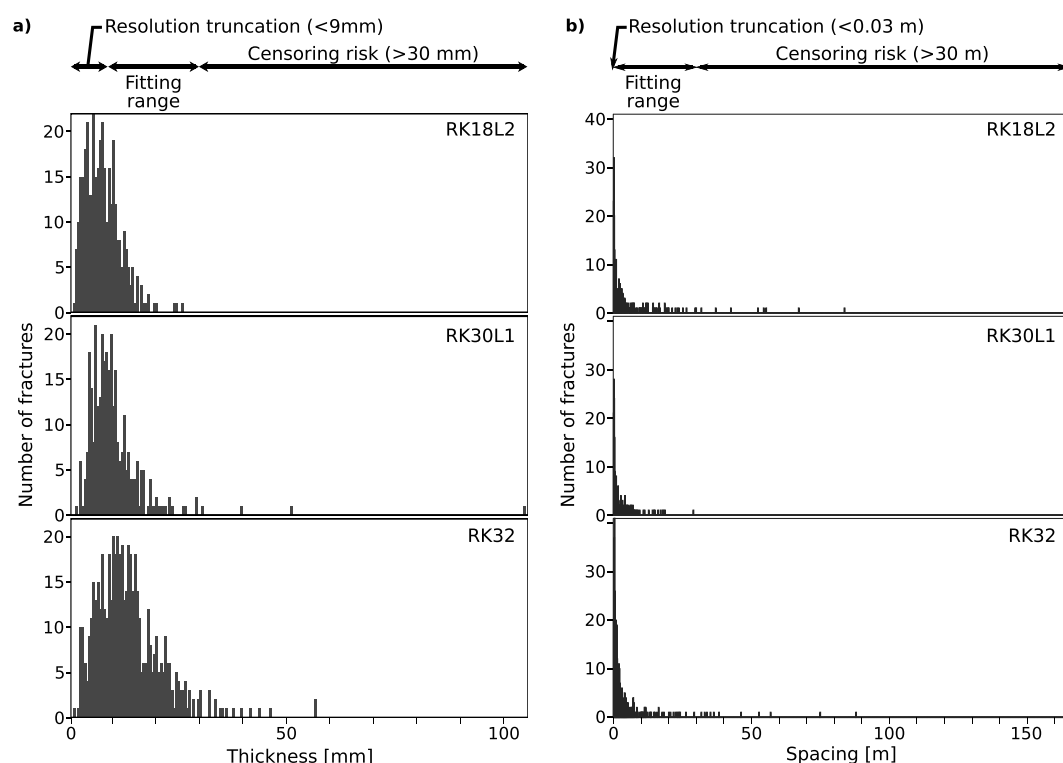 a)
Resolution truncation (<9mm)
Censoring risk (>30 mm)
Fitting
range
RK18L2
20
15
10
5
0
RK30L1
20
15
10
5
0
RK32
20
15
10
5
0
0
50
100
Number of fractures
Thickness [mm]
b)
Resolution truncation (<0.03 m)
Censoring risk (>30 m)
Fitting
range
RK18L2
40
30
20
10
0
RK30L1
30
20
10
0
RK32
30
20
10
0
0
50
100
150
Number of fractures
Spacing [m]